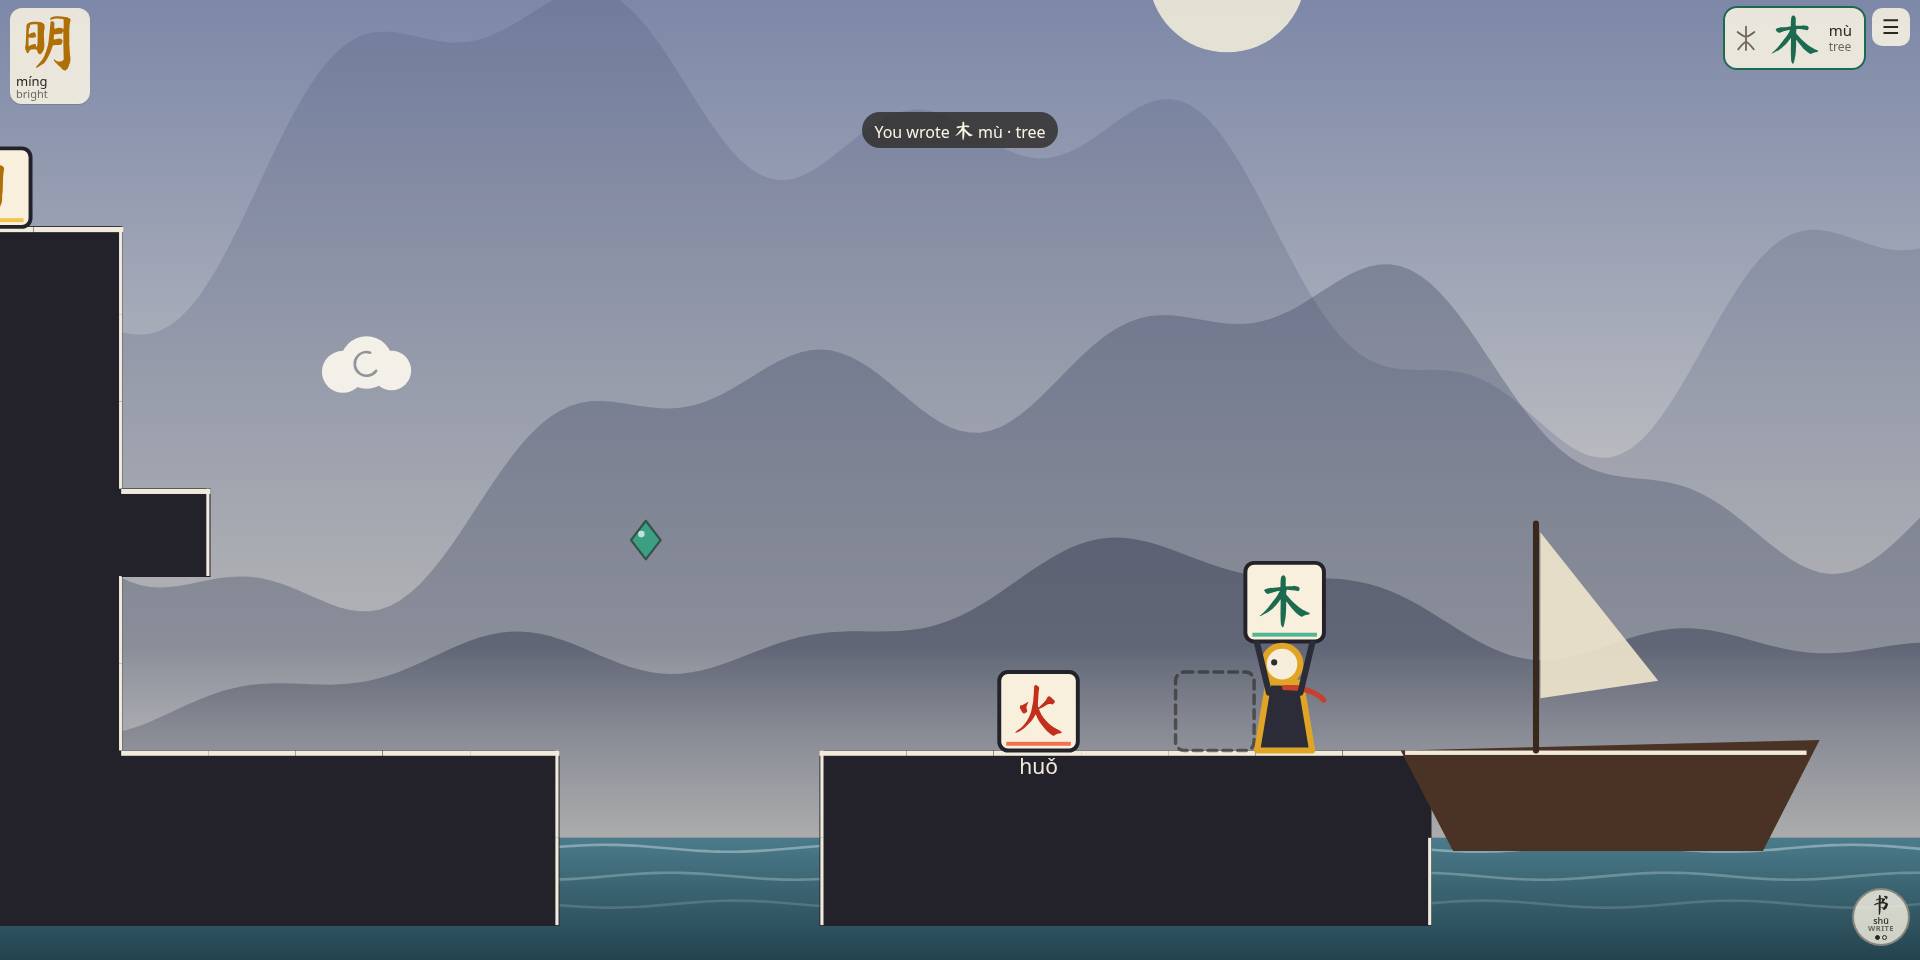 明
míng
bright
木
mù
tree
☰
You wrote 木 mù · tree
木
火
huǒ
书
shū
WRITE